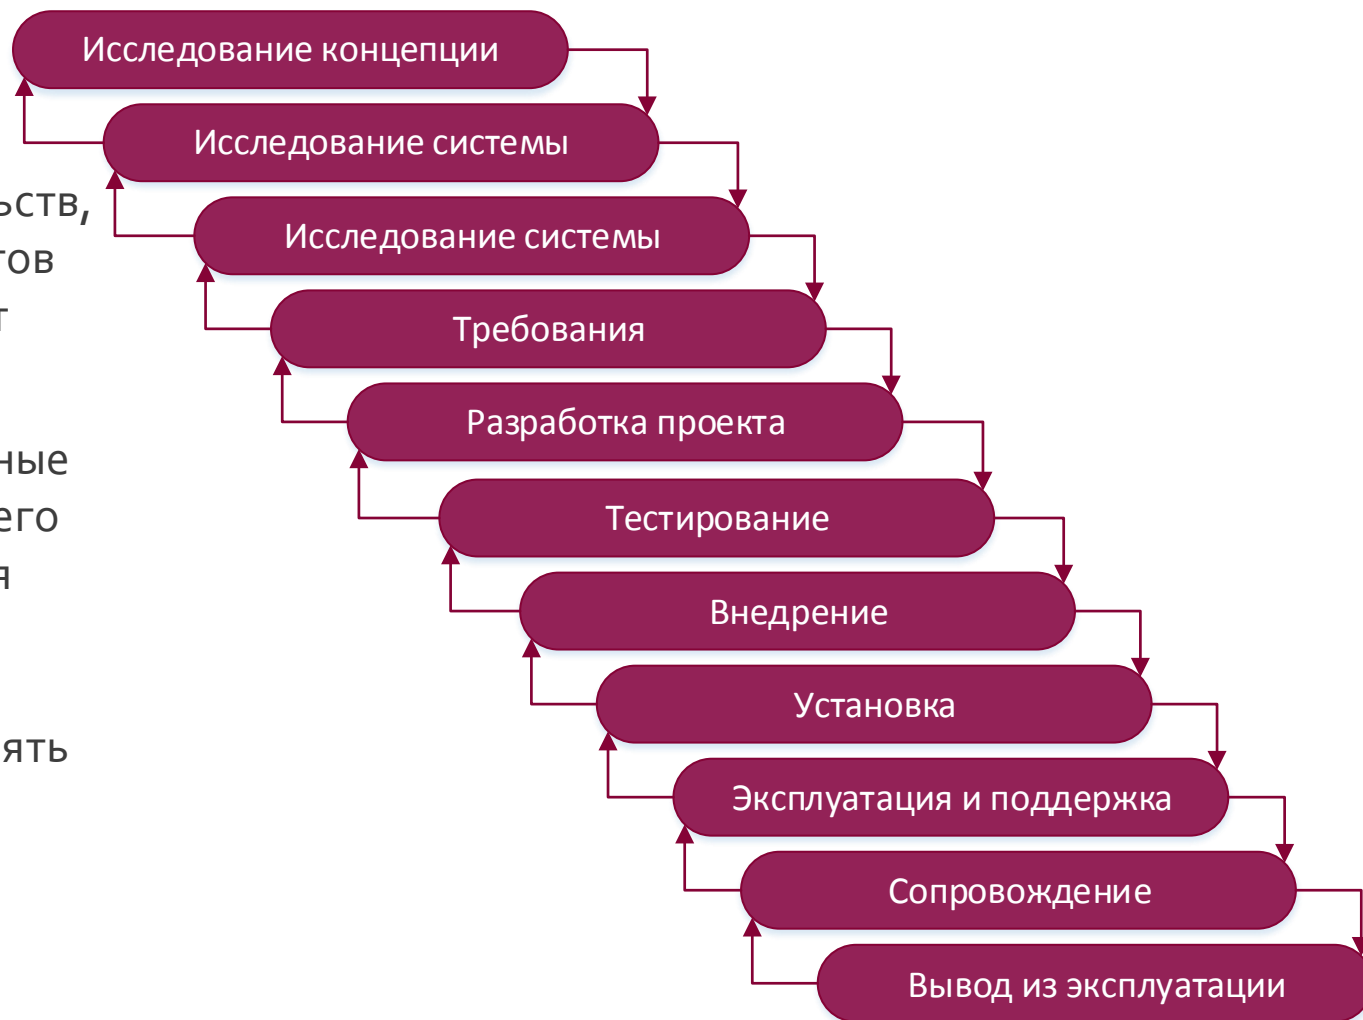 Исследование концепции
Исследование системы
Исследование системы
Требования
Разработка проекта
Тестирование
Внедрение
Установка
Эксплуатация и поддержка
Сопровождение
Вывод из эксплуатации
ьств,
тов
т
ные
его
я
ять